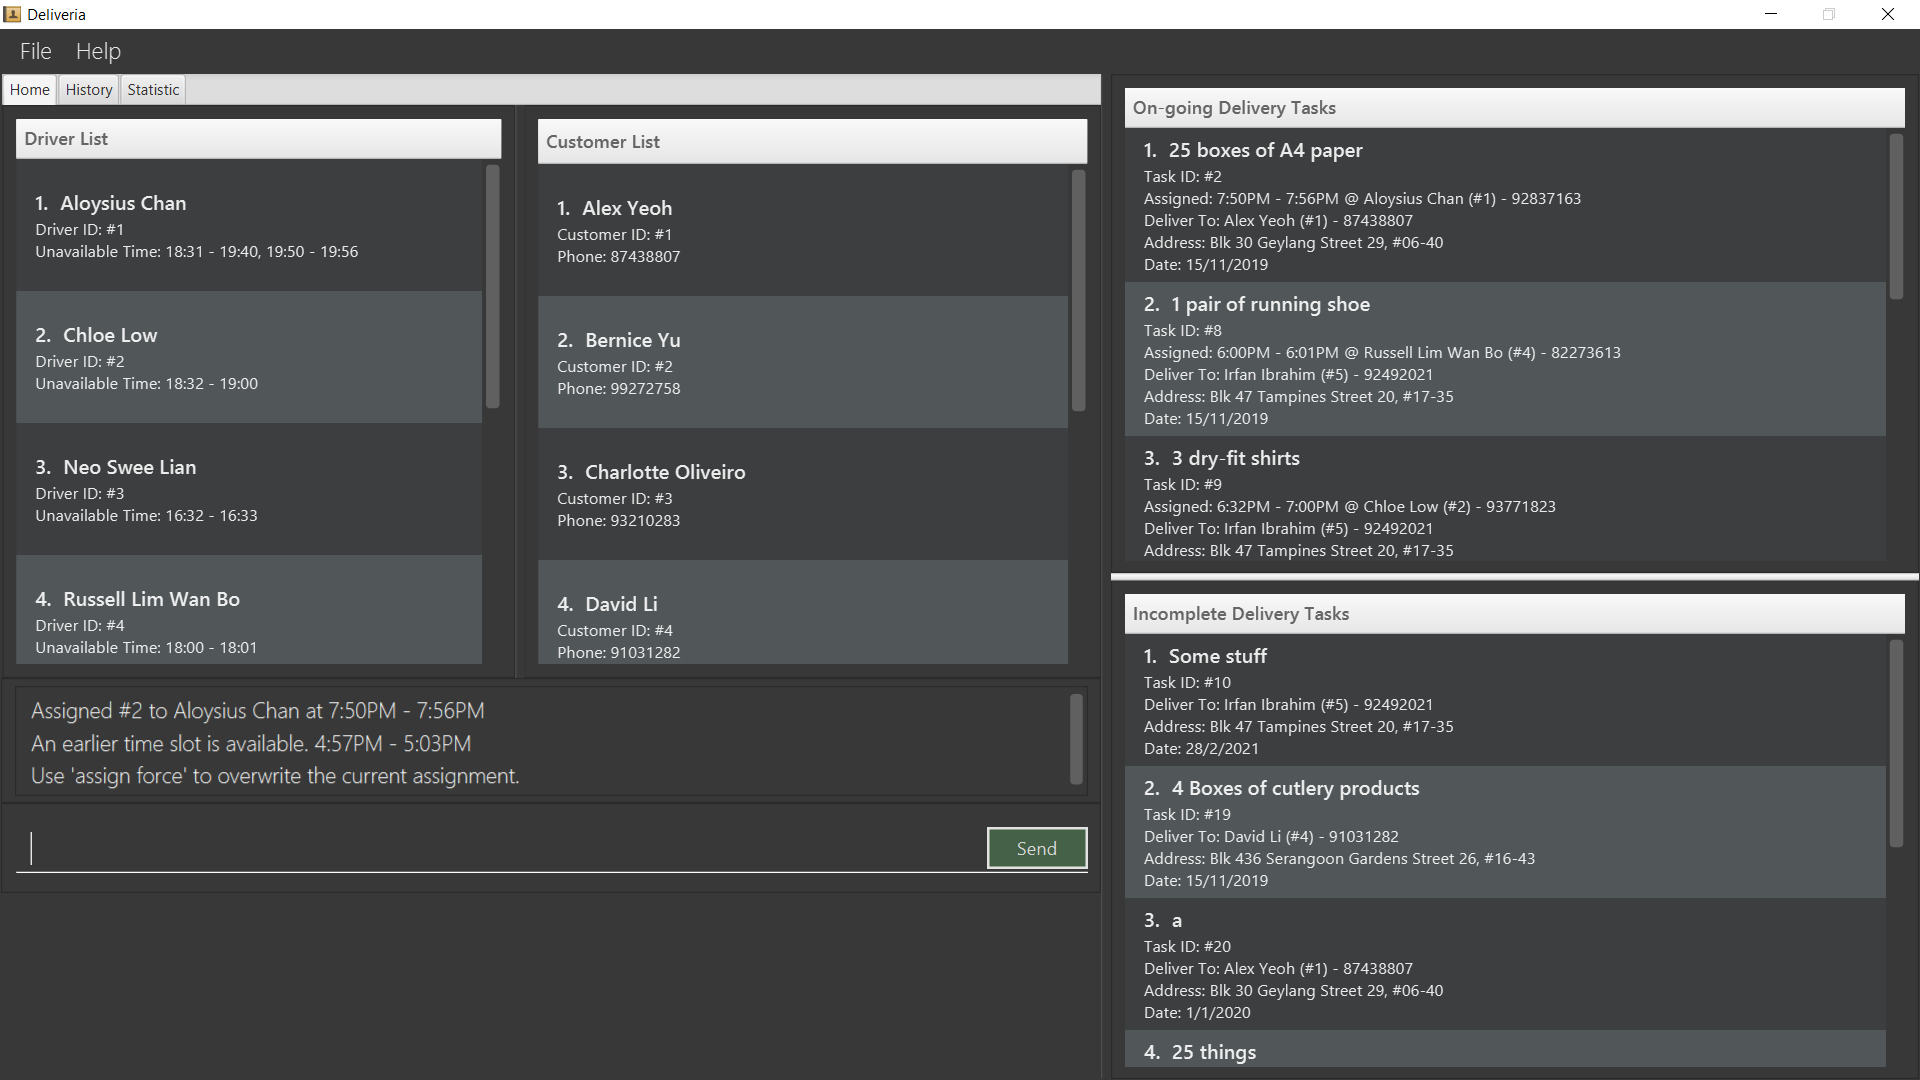 Deliveria
File Help
Home History Statistic
Driver List
1. Aloysius Chan
Driver ID: #1
Unavailable Time: 18:31 - 19:40, 19:50 - 19:56
2. Chloe Low
Driver ID: #2
Unavailable Time: 18:32 - 19:00
3. Neo Swee Lian
Driver ID: #3
Unavailable Time: 16:32 - 16:33
4. Russell Lim Wan Bo
Driver ID: #4
Unavailable Time: 18:00 - 18:01
Customer List
1. Alex Yeoh
Customer ID: #1
Phone: 87438807
2. Bernice Yu
Customer ID: #2
Phone: 99272758
3. Charlotte Oliveiro
Customer ID: #3
Phone: 93210283
4. David Li
Customer ID: #4
Phone: 91031282
Assigned #2 to Aloysius Chan at 7:50PM - 7:56PM
An earlier time slot is available. 4:57PM - 5:03PM
Use 'assign force' to overwrite the current assignment.
Send
On-going Delivery Tasks
1. 25 boxes of A4 paper
Task ID: #2
Assigned: 7:50PM - 7:56PM @ Aloysius Chan (#1) - 92837163
Deliver To: Alex Yeoh (#1) - 87438807
Address: Blk 30 Geylang Street 29, #06-40
Date: 15/11/2019
2. 1 pair of running shoe
Task ID: #8
Assigned: 6:00PM - 6:01PM @ Russell Lim Wan Bo (#4) - 82273613
Deliver To: Irfan Ibrahim (#5) - 92492021
Address: Blk 47 Tampines Street 20, #17-35
Date: 15/11/2019
3. 3 dry-fit shirts
Task ID: #9
Assigned: 6:32PM - 7:00PM @ Chloe Low (#2) - 93771823
Deliver To: Irfan Ibrahim (#5) - 92492021
Address: Blk 47 Tampines Street 20, #17-35
Incomplete Delivery Tasks
1. Some stuff
Task ID: #10
Deliver To: Irfan Ibrahim (#5) - 92492021
Address: Blk 47 Tampines Street 20, #17-35
Date: 28/2/2021
2. 4 Boxes of cutlery products
Task ID: #19
Deliver To: David Li (#4) - 91031282
Address: Blk 436 Serangoon Gardens Street 26, #16-43
Date: 15/11/2019
3. a
Task ID: #20
Deliver To: Alex Yeoh (#1) - 87438807
Address: Blk 30 Geylang Street 29, #06-40
Date: 1/1/2020
4. 25 things